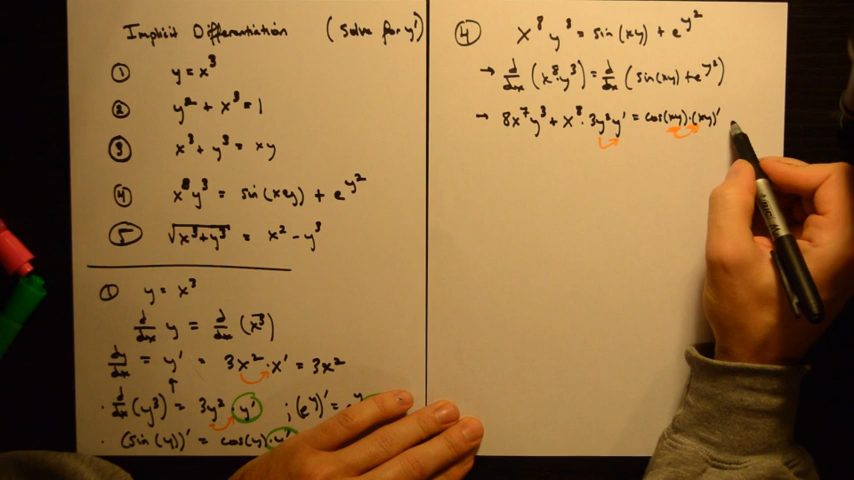 Implicit Differentiation (Solve for y')
① y = x³
② y² + x³ = 1
③ x³ + y³ = xy
④ x⁸y³ = sin(xy) + e^y²
⑤ √x³+y³ = x² - y³
① y = x³
d/dx y = d/dx (x³)
dy/dx = y' = 3x² · x' = 3x²
· d/dx (y³) = 3y² · y' ; (e^y)' =
· (sin(y))' = cos(y) · y'
④ x⁸y³ = sin(xy) + e^y²
→ d/dx (x⁸·y³) = d/dx (sin(xy) + e^y²)
→ 8x⁷y³ + x⁸ · 3y²y' = cos(xy)·(xy)'